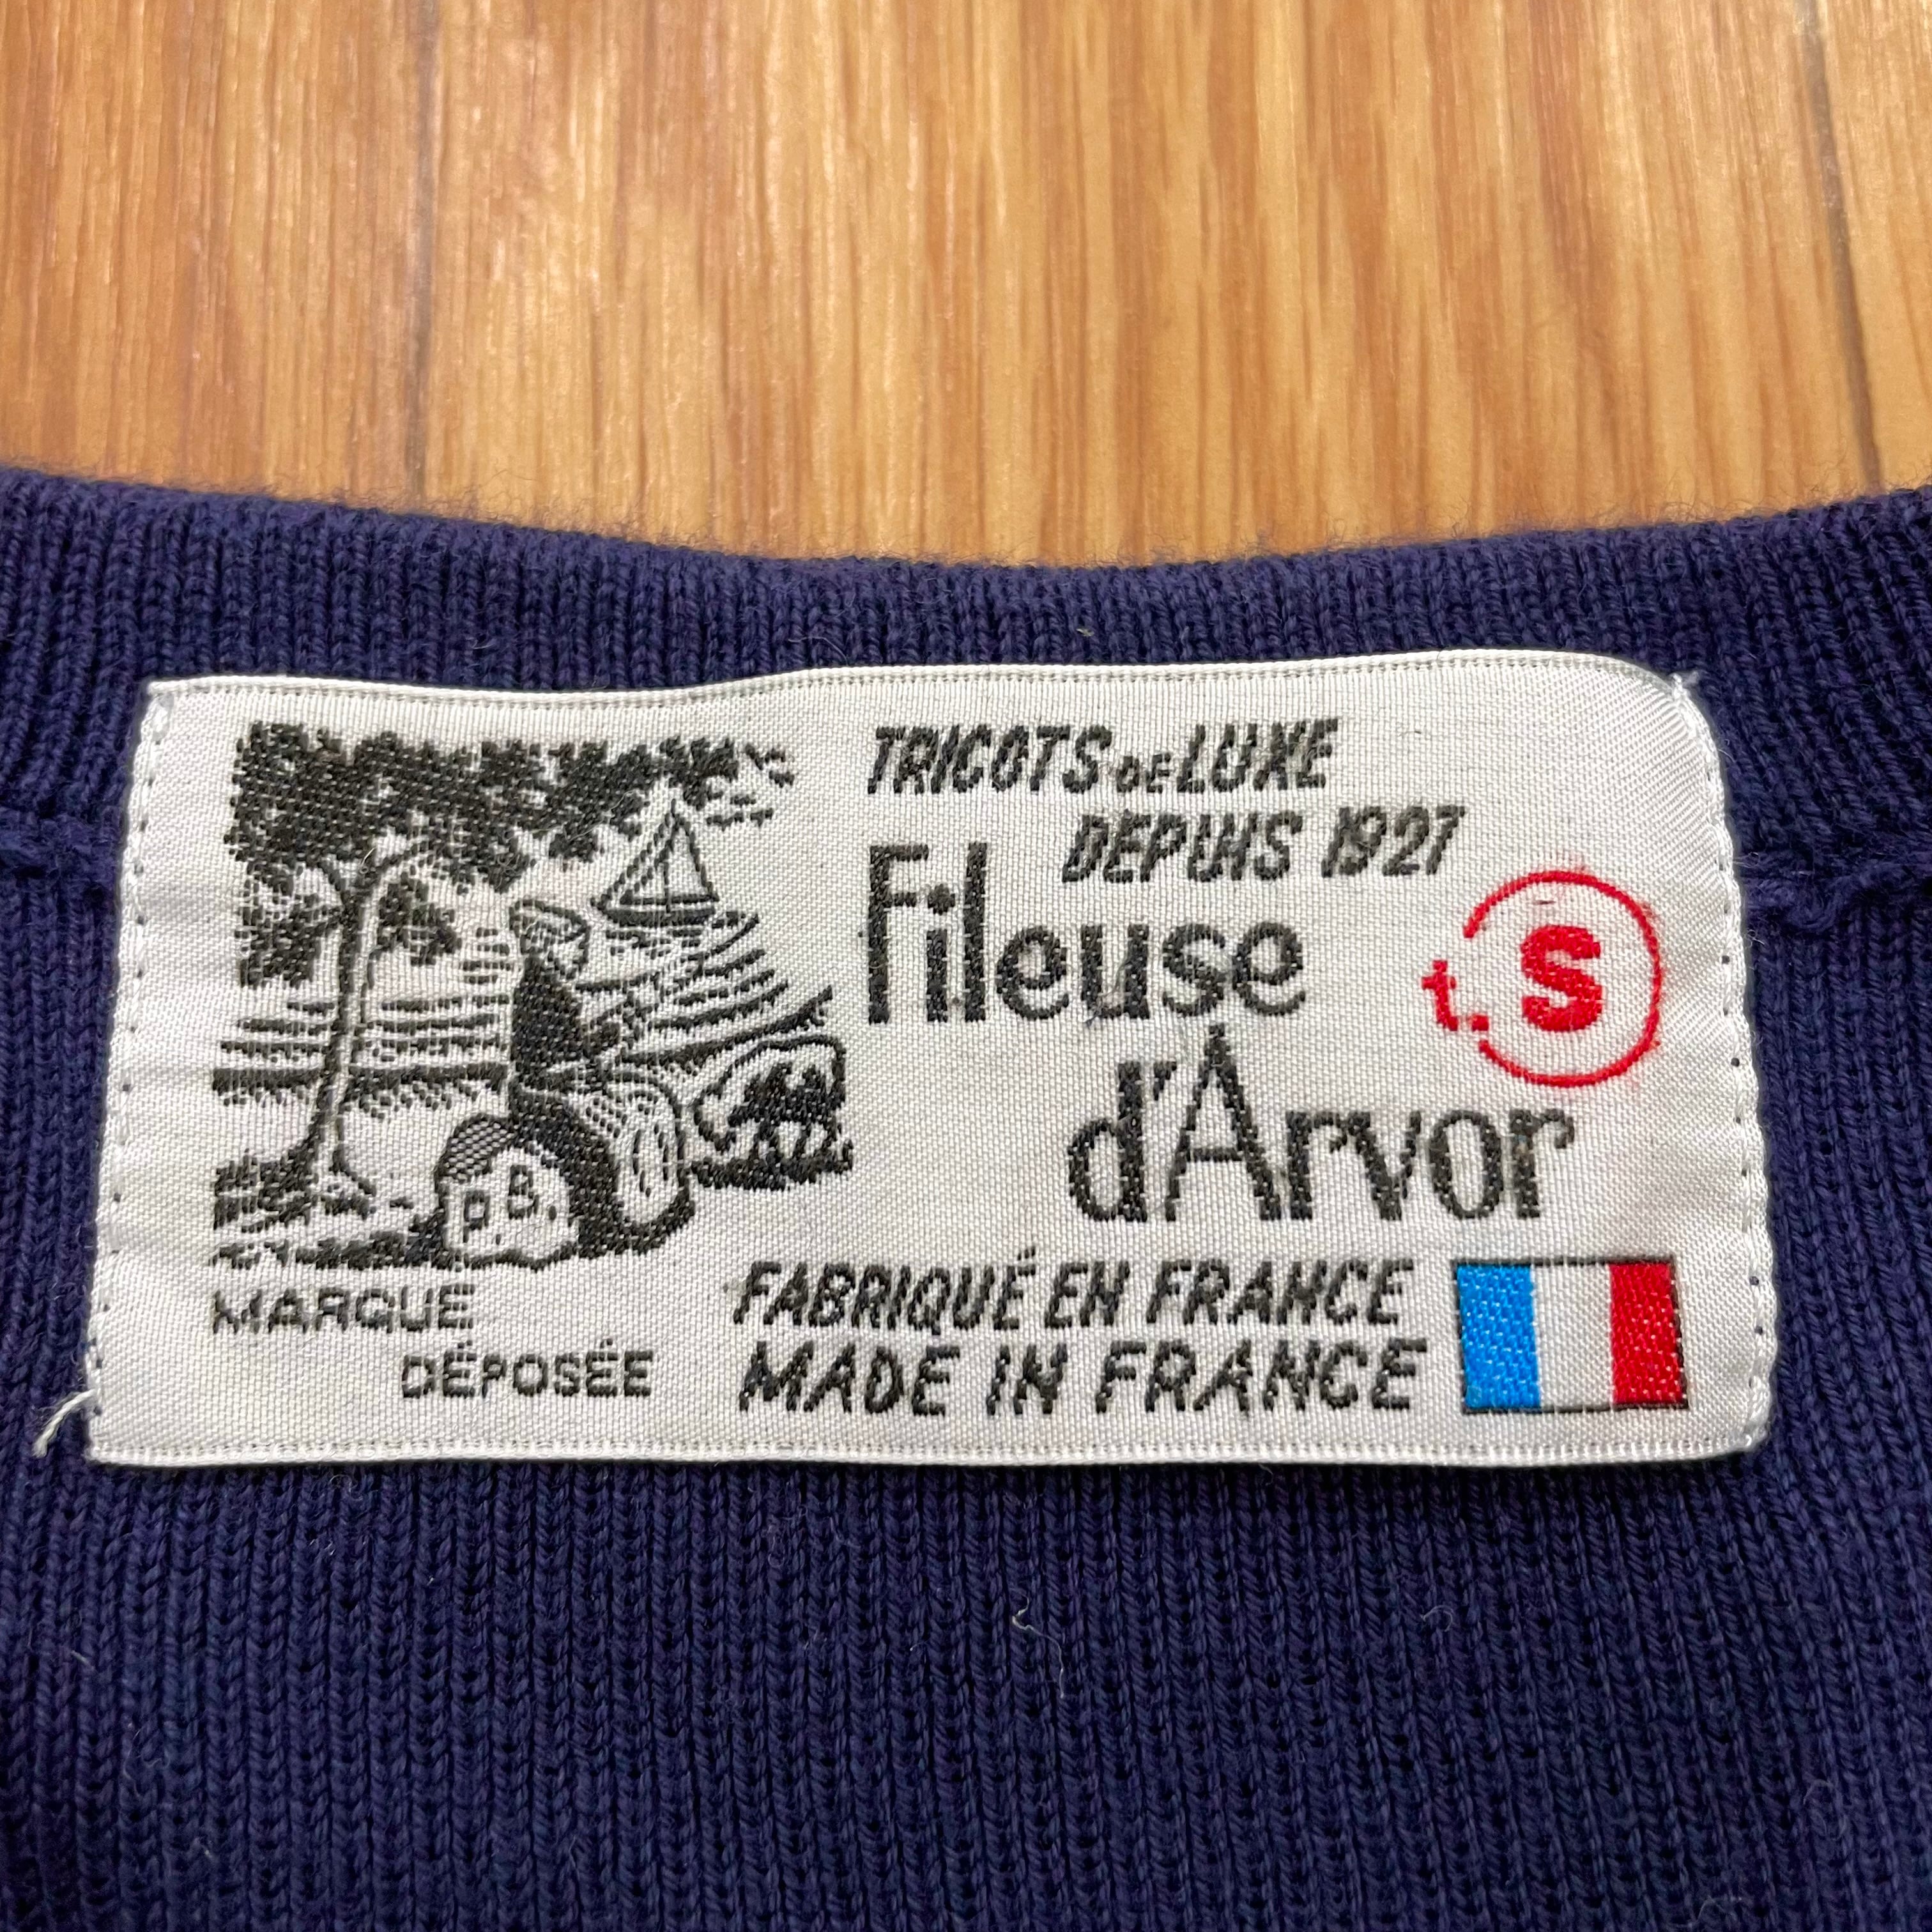 TRICOTS DE LUXE
DEPUIS 1927
Fileuse
d'Arvor
t. S
FABRIQUÉ EN FRANCE
MADE IN FRANCE
MARQUE
DÉPOSÉE